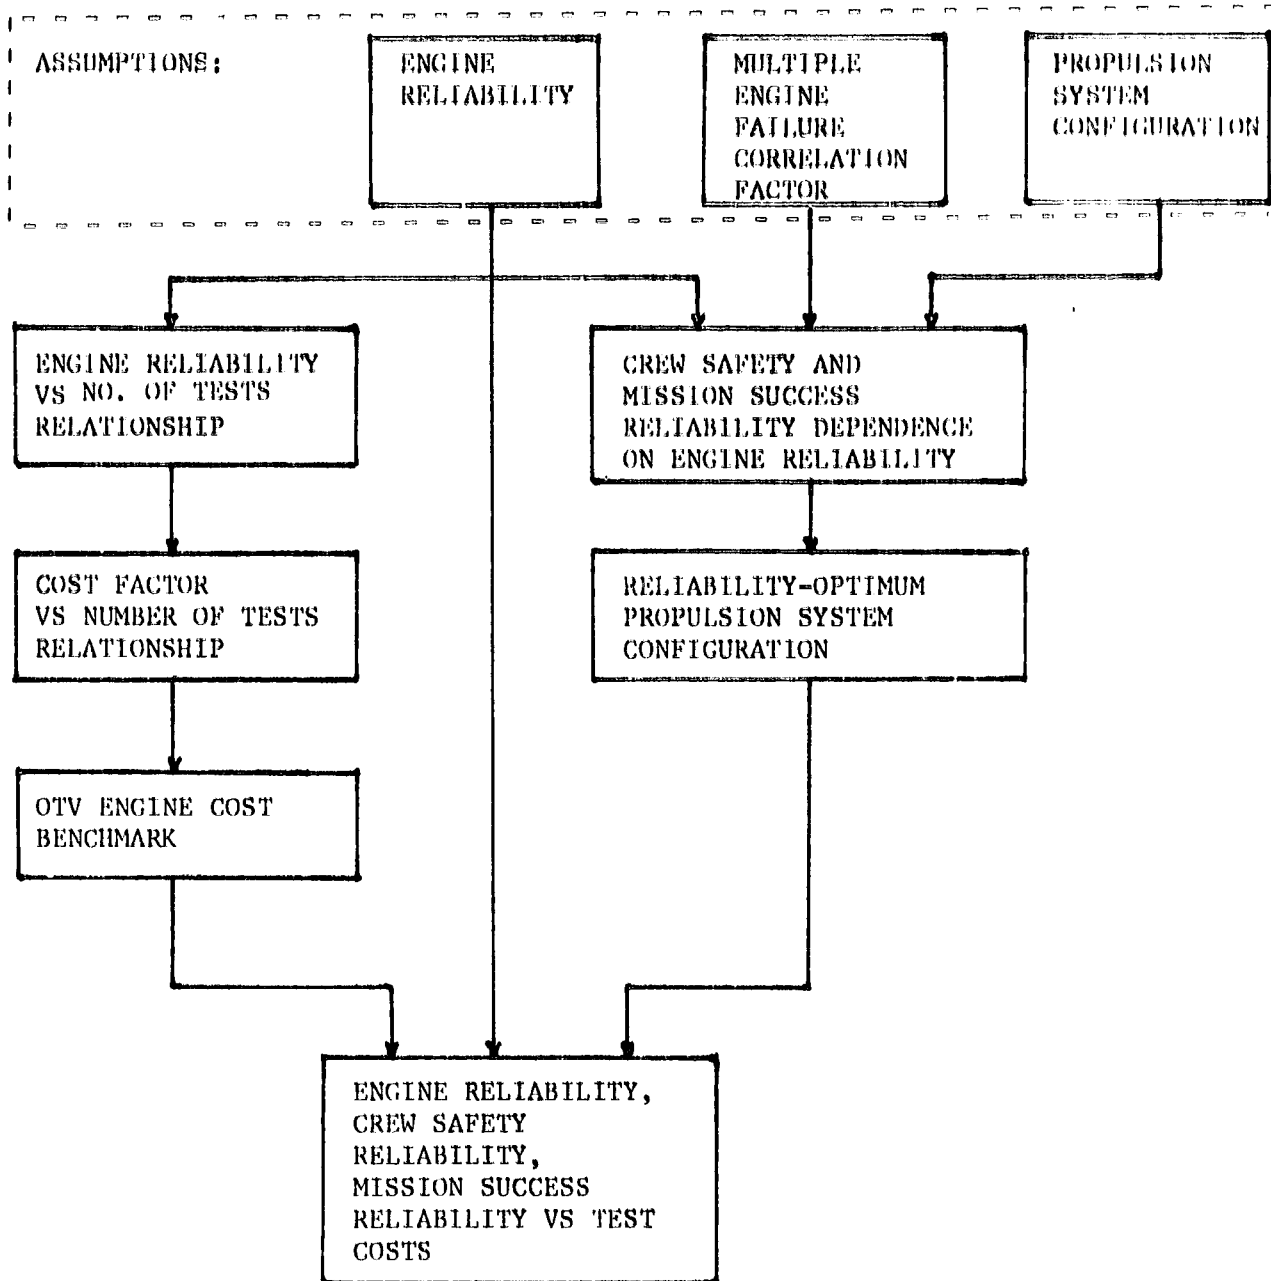 ASSUMPTIONS:
ENGINE
RELIABILITY
MULTIPLE
ENGINE
FAILURE
CORRELATION
FACTOR
PROPULSION
SYSTEM
CONFIGURATION
ENGINE RELIABILITY
VS NO. OF TESTS
RELATIONSHIP
CREW SAFETY AND
MISSION SUCCESS
RELIABILITY DEPENDENCE
ON ENGINE RELIABILITY
COST FACTOR
VS NUMBER OF TESTS
RELATIONSHIP
RELIABILITY-OPTIMUM
PROPULSION SYSTEM
CONFIGURATION
OTV ENGINE COST
BENCHMARK
ENGINE RELIABILITY,
CREW SAFETY
RELIABILITY,
MISSION SUCCESS
RELIABILITY VS TEST
COSTS